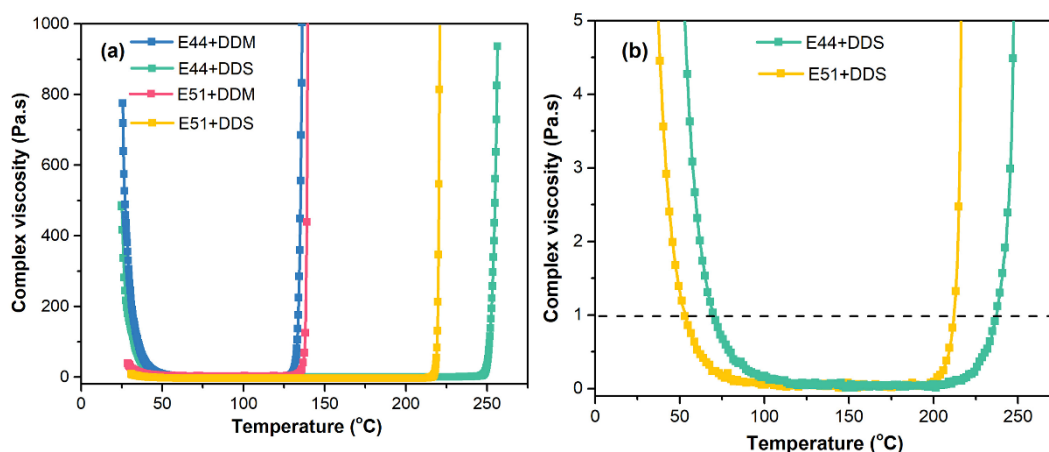 (a)
E44+DDM
E44+DDS
E51+DDM
E51+DDS
Complex viscosity (Pa.s)
1000
800
600
400
200
0
0 50 100 150 200 250
Temperature (°C)
(b)
E44+DDS
E51+DDS
Complex viscosity (Pa.s)
5
4
3
2
1
0
0 50 100 150 200 250
Temperature (°C)